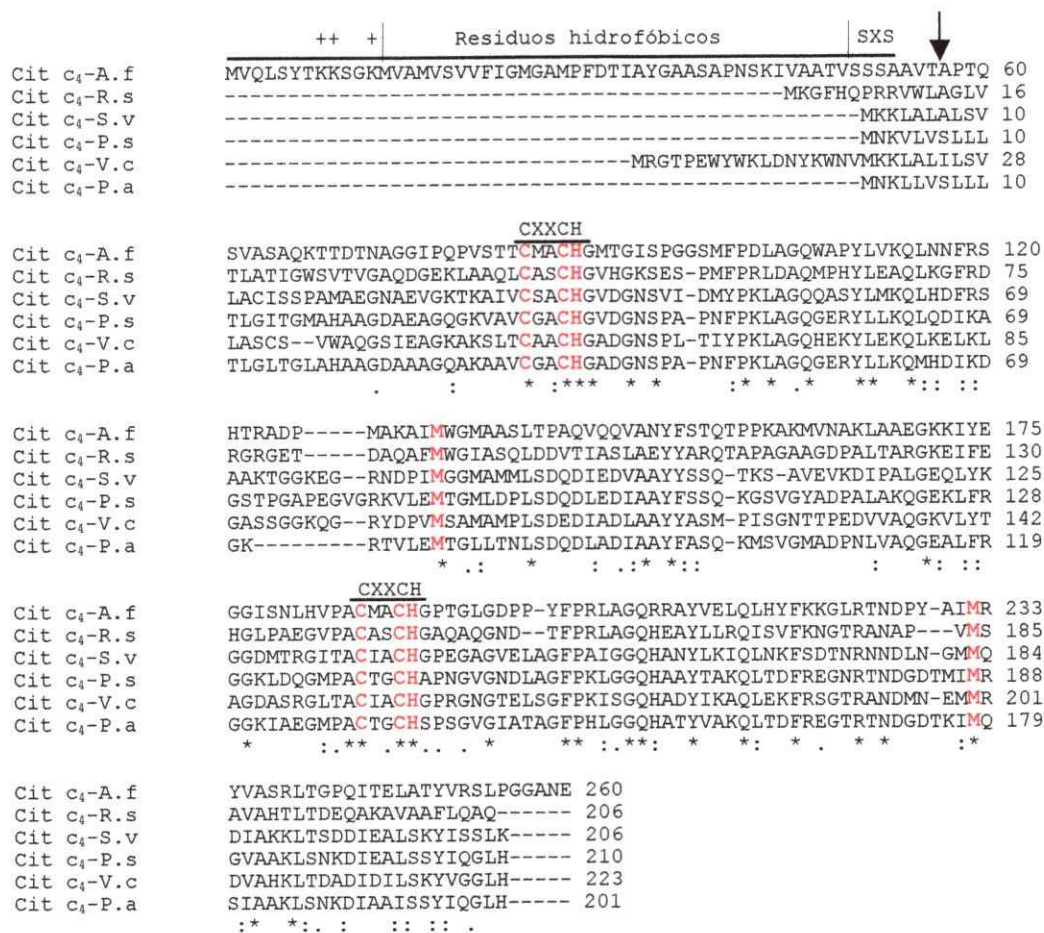 ++ + Residuos hidrofóbicos SXS
Cit c₄-A.f MVQLSYTKKSGKMVAMVSVVFIGMGAMPFDTIAYGAASAPNSKIVAATVSSSAAVTAPTQ 60
Cit c₄-R.s --------------------------------------------MKGFHQPRRVWLAGLV 16
Cit c₄-S.v --------------------------------------------------MKKLALALSV 10
Cit c₄-P.s --------------------------------------------------MNKVLVSLLL 10
Cit c₄-V.c --------------------------------MRGTPEWYWKLDNYKWNVMKKLALILSV 28
Cit c₄-P.a --------------------------------------------------MNKLLVSLLL 10
CXXCH
Cit c₄-A.f SVASAQKTTDTNAGGIPQPVSTTCMACHGMTGISPGGSMFPDLAGQWAPYLVKQLNNFRS 120
Cit c₄-R.s TLATIGWSVTVGAQDGEKLAAQLCASCHGVHGKSES-PMFPRLDAQMPHYLEAQLKGFRD 75
Cit c₄-S.v LACISSPAMAEGNAEVGKTKAIVCSACHGVDGNSVI-DMYPKLAGQQASYLMKQLHDFRS 69
Cit c₄-P.s TLGITGMAHAAGDAEAGQGKVAVCGACHGVDGNSPA-PNFPKLAGQGERYLLKQLQDIKA 69
Cit c₄-V.c LASCS--VWAQGSIEAGKAKSLTCAACHGADGNSPL-TIYPKLAGQHEKYLEKQLKELKL 85
Cit c₄-P.a TLGLTGLAHAAGDAAAGQAKAAVCGACHGADGNSPA-PNFPKLAGQGERYLLKQMHDIKD 69
. : * :*** * * :* * .* ** *:: ::
Cit c₄-A.f HTRADP-----MAKAIMWGMAASLTPAQVQQVANYFSTQTPPKAKMVNAKLAAEGKKIYE 175
Cit c₄-R.s RGRGET-----DAQAFMWGIASQLDDVTIASLAEYYARQTAPAGAAGDPALTARGKEIFE 130
Cit c₄-S.v AAKTGGKEG--RNDPIMGGMAMMLSDQDIEDVAAYYSSQ-TKS-AVEVKDIPALGEQLYK 125
Cit c₄-P.s GSTPGAPEGVGRKVLEMTGMLDPLSDQDLEDIAAYFSSQ-KGSVGYADPALAKQGEKLFR 128
Cit c₄-V.c GASSGGKQG--RYDPVMSAMAMPLSDEDIADLAAYYASM-PISGNTTPEDVVAQGKVLYT 142
Cit c₄-P.a GK---------RTVLEMTGLLTNLSDQDLADIAAYFASQ-KMSVGMADPNLVAQGEALFR 119
* .: * : .:* *:: : *: ::
CXXCH
Cit c₄-A.f GGISNLHVPACMACHGPTGLGDPP-YFPRLAGQRRAYVELQLHYFKKGLRTNDPY-AIMR 233
Cit c₄-R.s HGLPAEGVPACASCHGAQAQGND--TFPRLAGQHEAYLLRQISVFKNGTRANAP---VMS 185
Cit c₄-S.v GGDMTRGITACIACHGPEGAGVELAGFPAIGGQHANYLKIQLNKFSDTNRNNDLN-GMMQ 184
Cit c₄-P.s GGKLDQGMPACTGCHAPNGVGNDLAGFPKLGGQHAAYTAKQLTDFREGNRTNDGDTMIMR 188
Cit c₄-V.c AGDASRGLTACIACHGPRGNGTELSGFPKISGQHADYIKAQLEKFRSGTRANDMN-EMMR 201
Cit c₄-P.a GGKIAEGMPACTGCHSPSGVGIATAGFPHLGGQHATYVAKQLTDFREGTRTNDGDTKIMQ 179
* :.** **.. . * ** :.**: * *: * . * * :*
Cit c₄-A.f YVASRLTGPQITELATYVRSLPGGANE 260
Cit c₄-R.s AVAHTLTDEQAKAVAAFLQAQ------ 206
Cit c₄-S.v DIAKKLTSDDIEALSKYISSLK----- 206
Cit c₄-P.s GVAAKLSNKDIEALSSYIQGLH----- 210
Cit c₄-V.c DVAHKLTDADIDILSKYVGGLH----- 223
Cit c₄-P.a SIAAKLSNKDIAAISSYIQGLH----- 201
:* *:. : :: :: .